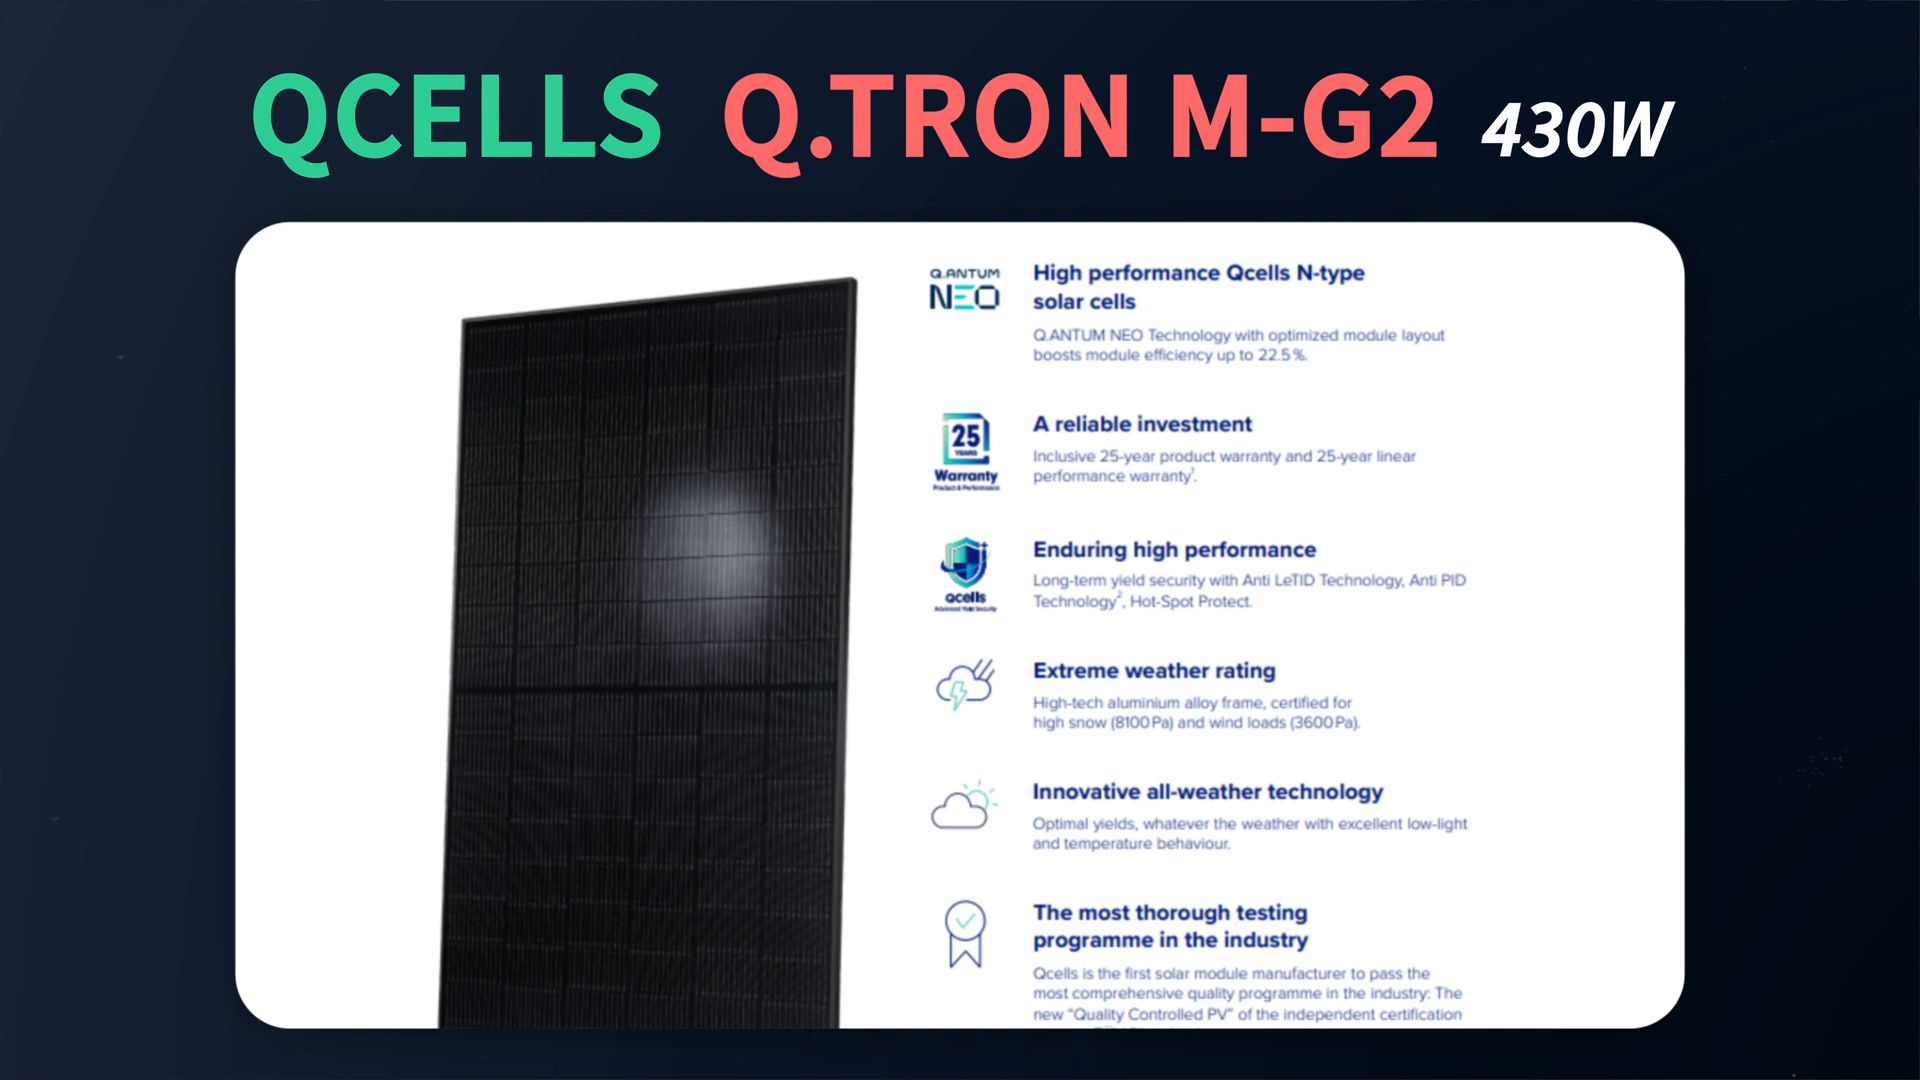 QCELLS Q.TRON M-G2 430W
Q.ANTUM
NEO
High performance Qcells N-type
solar cells
Q.ANTUM NEO Technology with optimized module layout
boosts module efficiency up to 22.5 %.
25
YEARS
Warranty
Product & Performance
A reliable investment
Inclusive 25-year product warranty and 25-year linear
performance warranty¹.
qcells
Advanced Yield Security
Enduring high performance
Long-term yield security with Anti LeTID Technology, Anti PID
Technology², Hot-Spot Protect.
Extreme weather rating
High-tech aluminium alloy frame, certified for
high snow (8100 Pa) and wind loads (3600 Pa).
Innovative all-weather technology
Optimal yields, whatever the weather with excellent low-light
and temperature behaviour.
The most thorough testing
programme in the industry
Qcells is the first solar module manufacturer to pass the
most comprehensive quality programme in the industry: The
new "Quality Controlled PV" of the independent certification